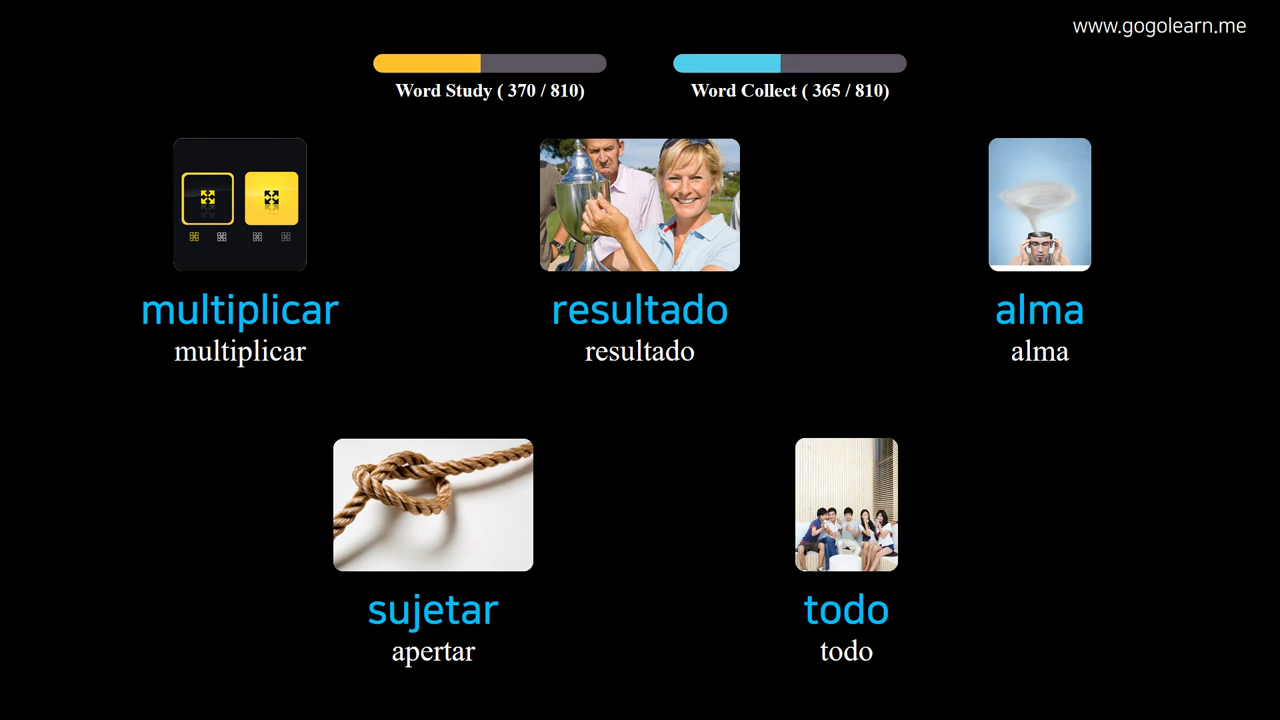 www.gogolearn.me
Word Study ( 370 / 810)
Word Collect ( 365 / 810)
multiplicar
multiplicar
resultado
resultado
alma
alma
sujetar
apertar
todo
todo